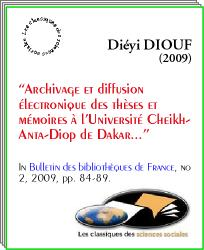 Les classiques des sciences sociales
Diéyi DIOUF
(2009)
“Archivage et diffusion
électronique des thèses et
mémoires à l’Université Cheikh-
Anta-Diop de Dakar...”
In Bulletin des bibliothèques de France, no
2, 2009, pp. 84-89.
Les classiques des sciences sociales